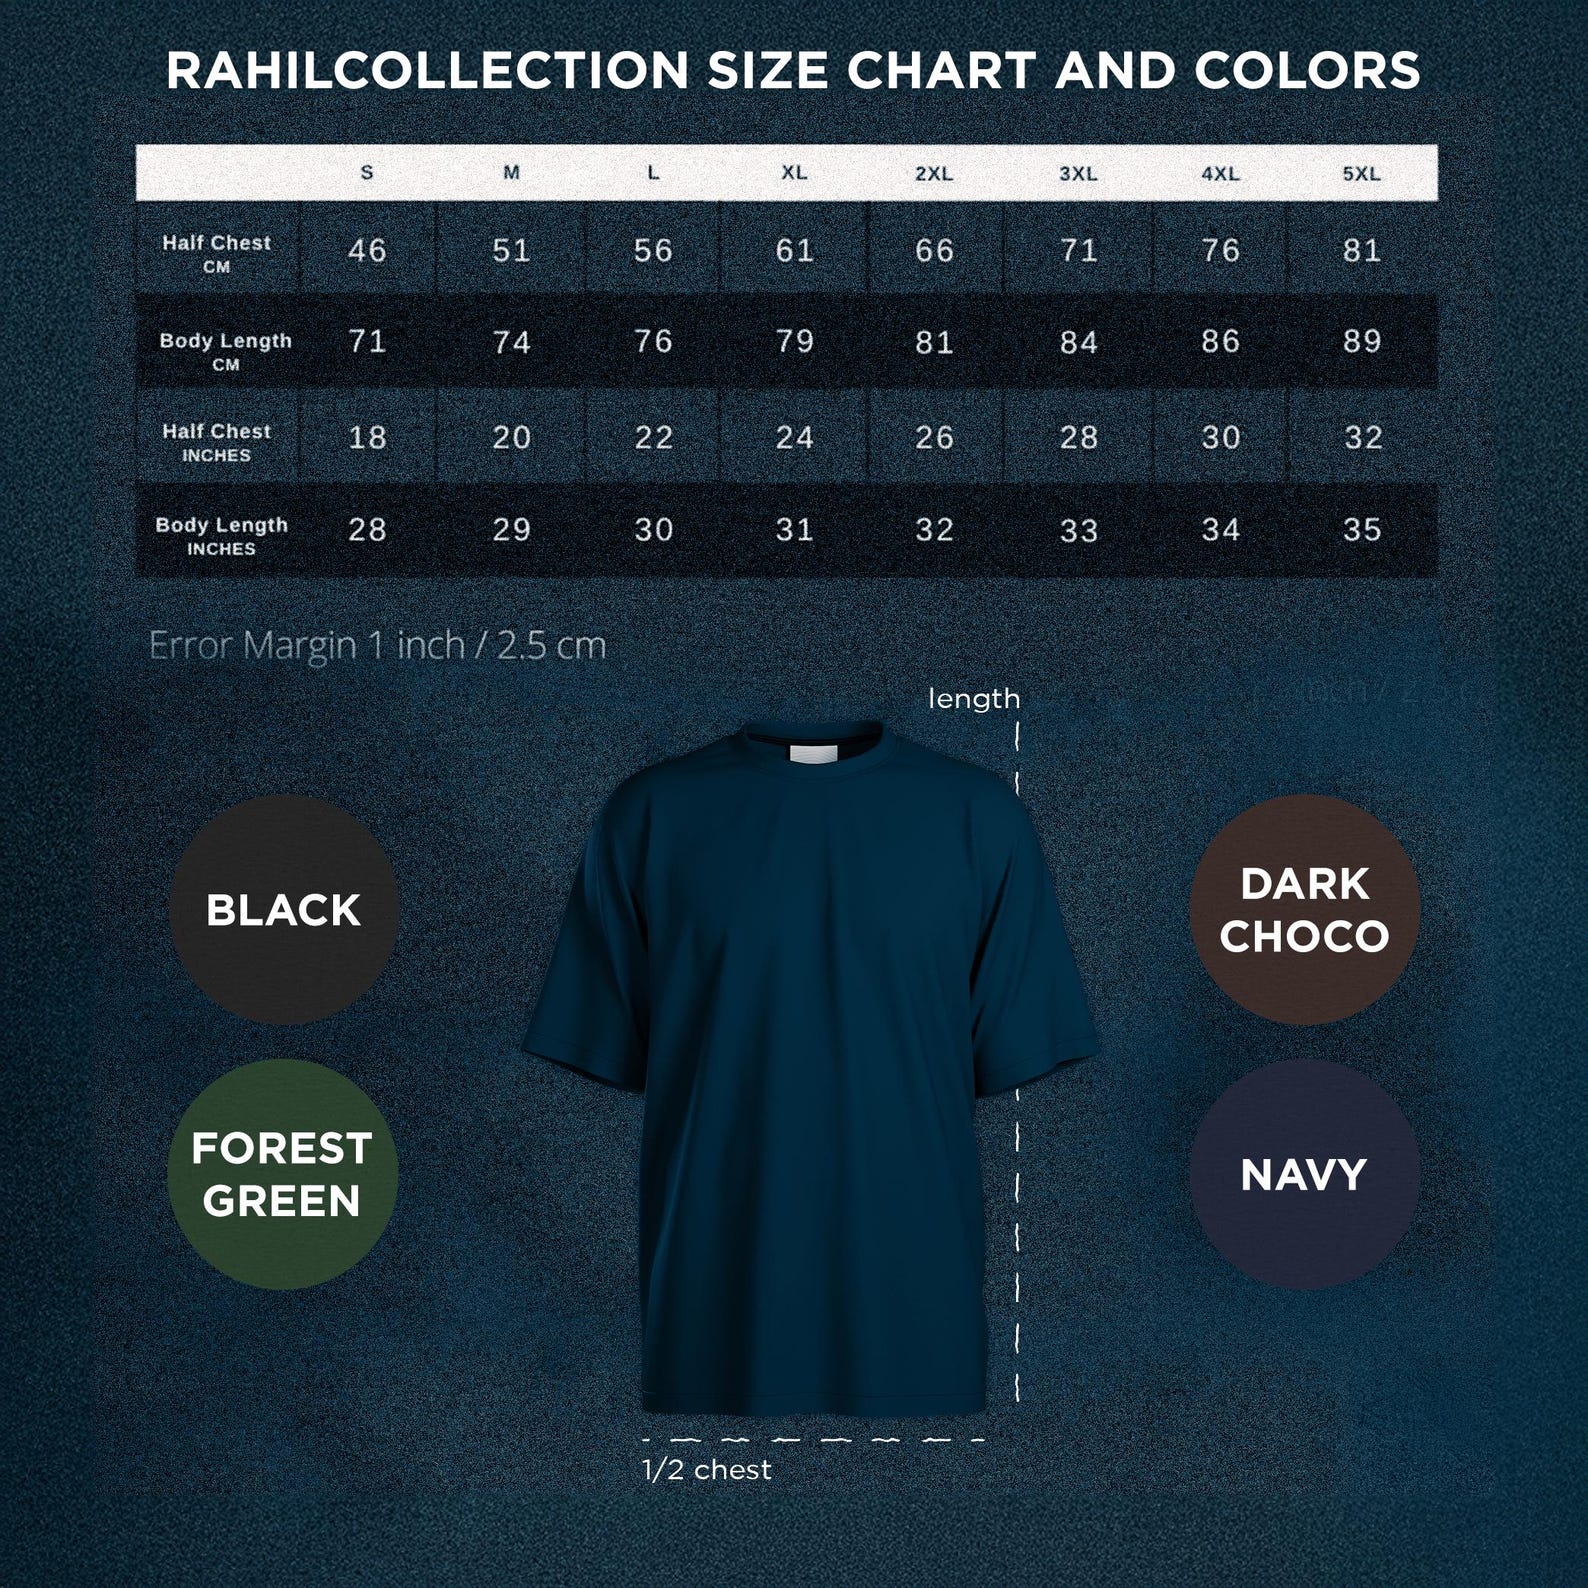 RAHILCOLLECTION SIZE CHART AND COLORS
S M L XL 2XL 3XL 4XL 5XL
Half Chest CM 46 51 56 61 66 71 76 81
Body Length CM 71 74 76 79 81 84 86 89
Half Chest INCHES 18 20 22 24 26 28 30 32
Body Length INCHES 28 29 30 31 32 33 34 35
Error Margin 1 inch / 2.5 cm
length
BLACK
DARK
CHOCO
FOREST
GREEN
NAVY
1/2 chest